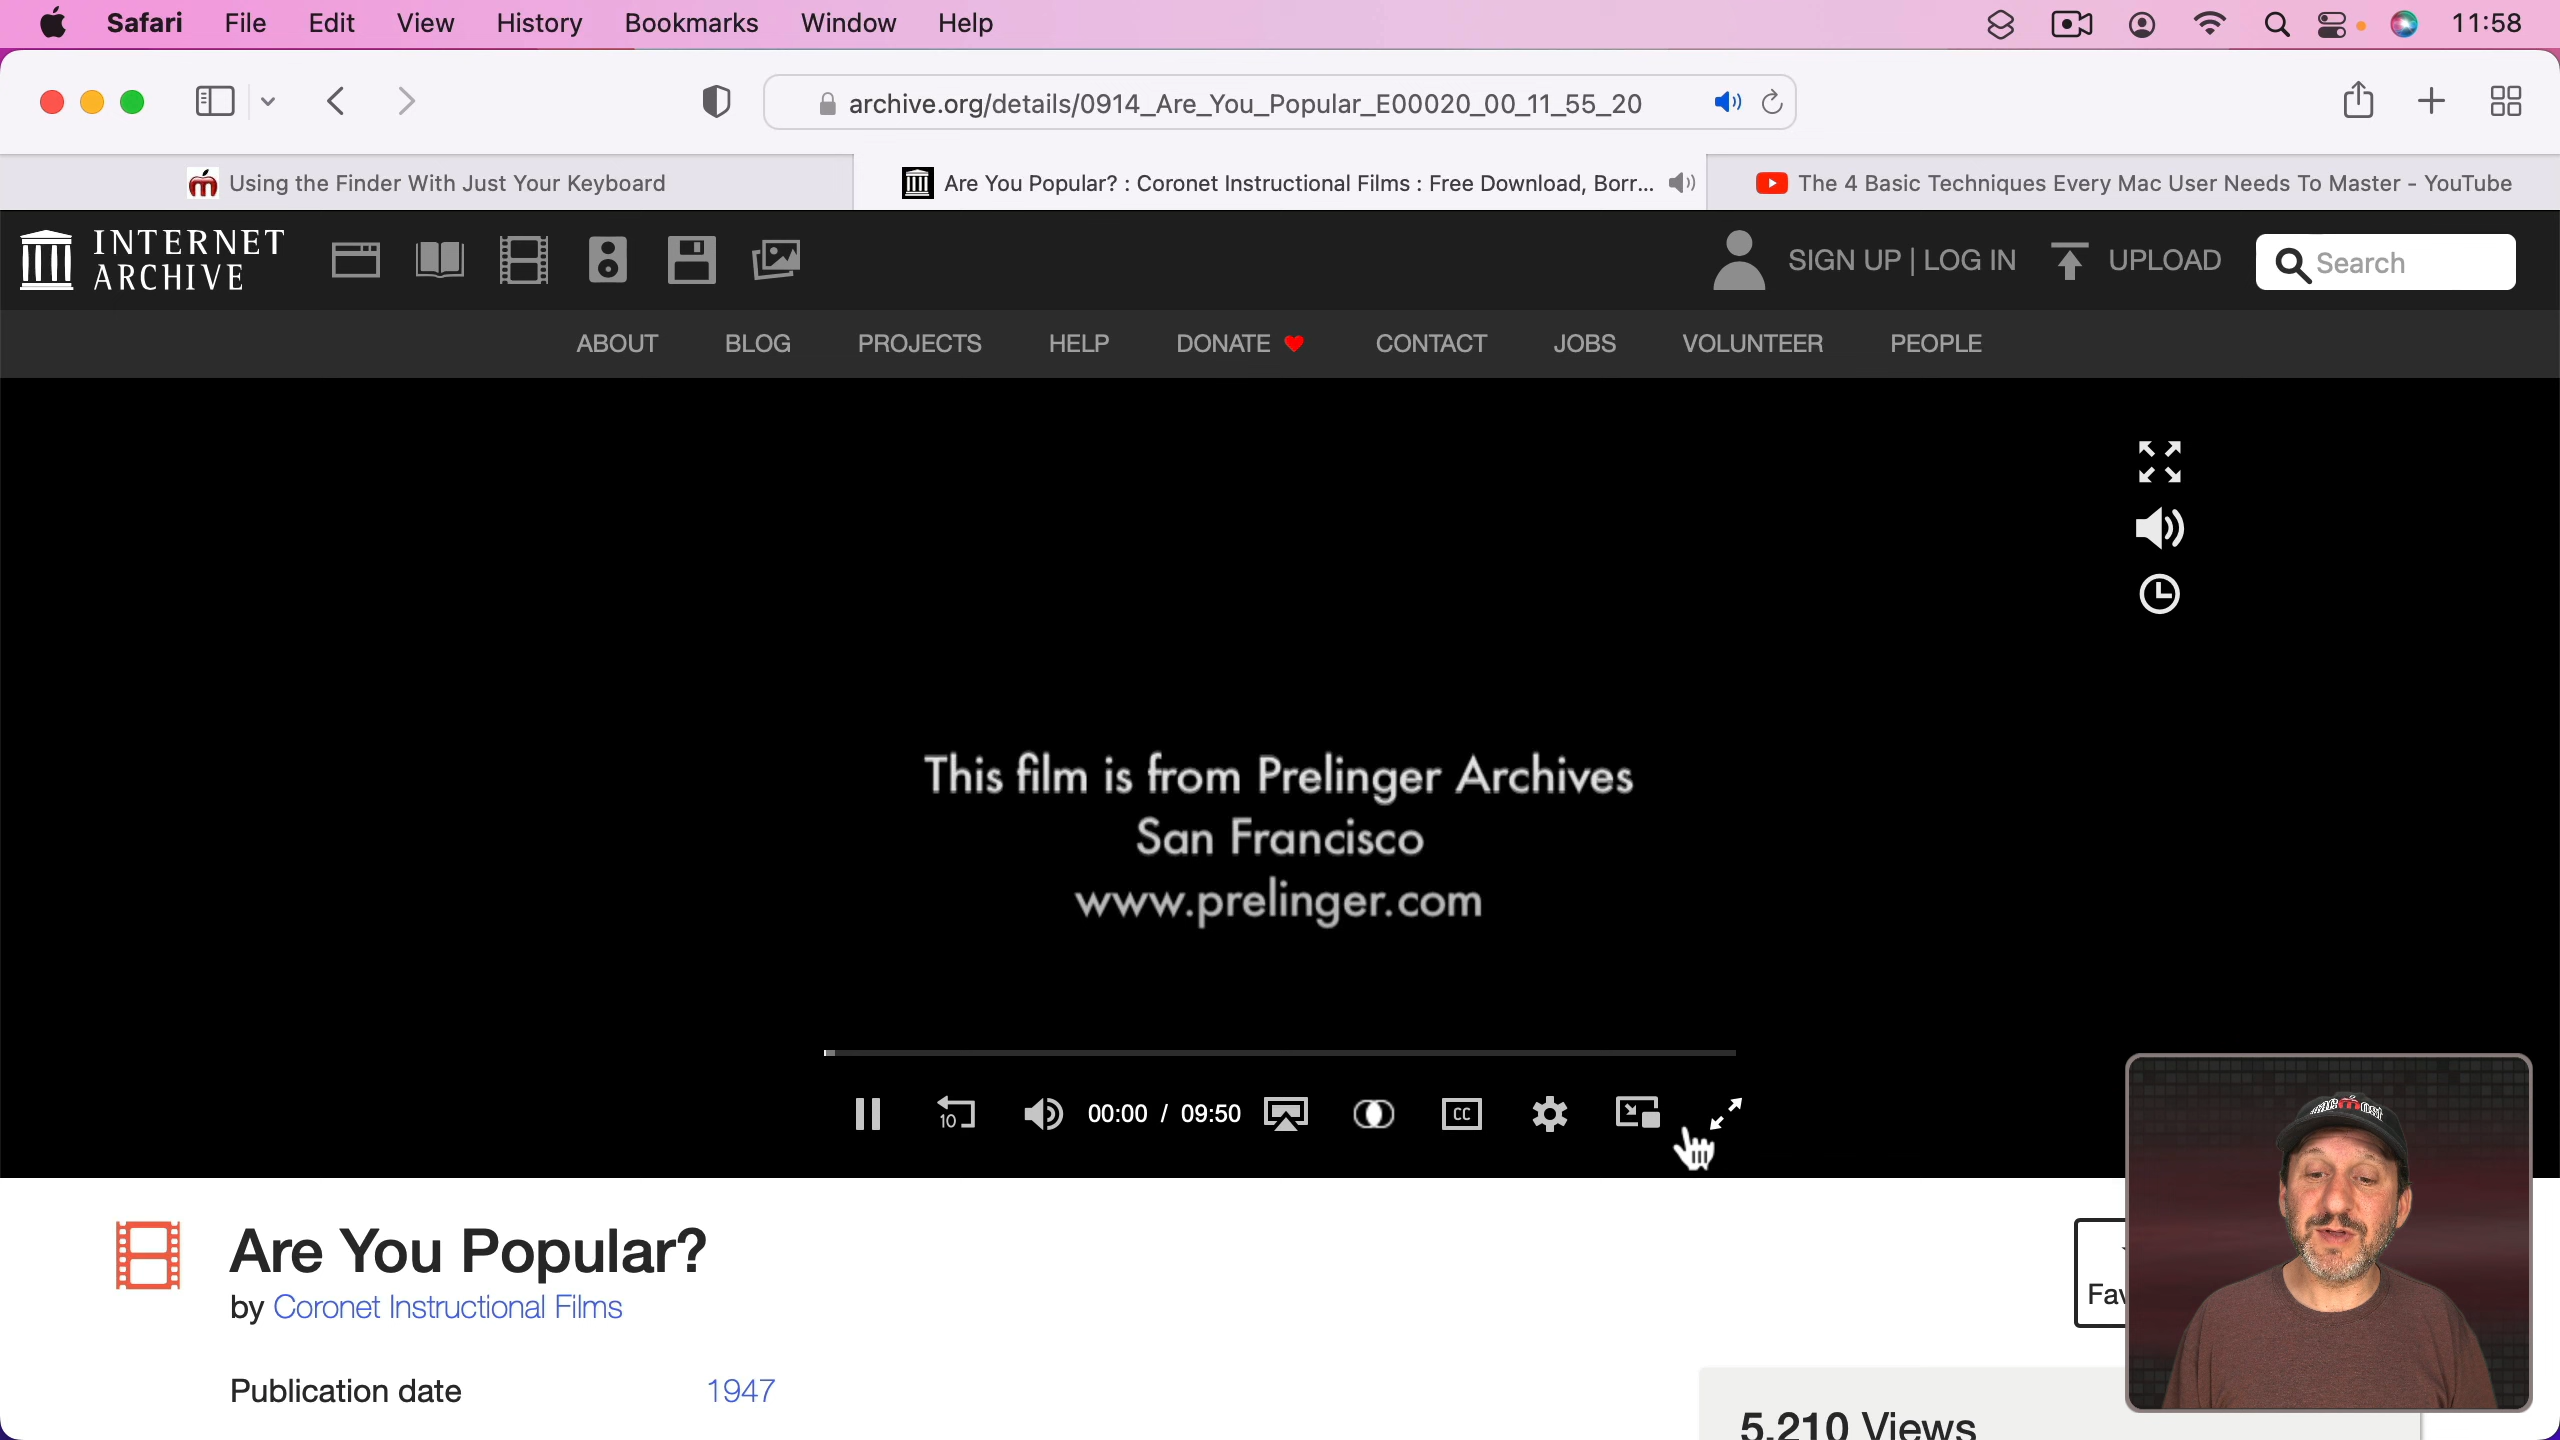 Safari File Edit View History Bookmarks Window Help 11:58
archive.org/details/0914_Are_You_Popular_E00020_00_11_55_20
Using the Finder With Just Your Keyboard
Are You Popular? : Coronet Instructional Films : Free Download, Borr...
The 4 Basic Techniques Every Mac User Needs To Master - YouTube
INTERNET
ARCHIVE
SIGN UP | LOG IN UPLOAD Search
ABOUT BLOG PROJECTS HELP DONATE CONTACT JOBS VOLUNTEER PEOPLE
This film is from Prelinger Archives
San Francisco
www.prelinger.com
10 00:00 / 09:50 CC
Are You Popular?
by Coronet Instructional Films
Fav
Publication date 1947
5,210 Views
macmost